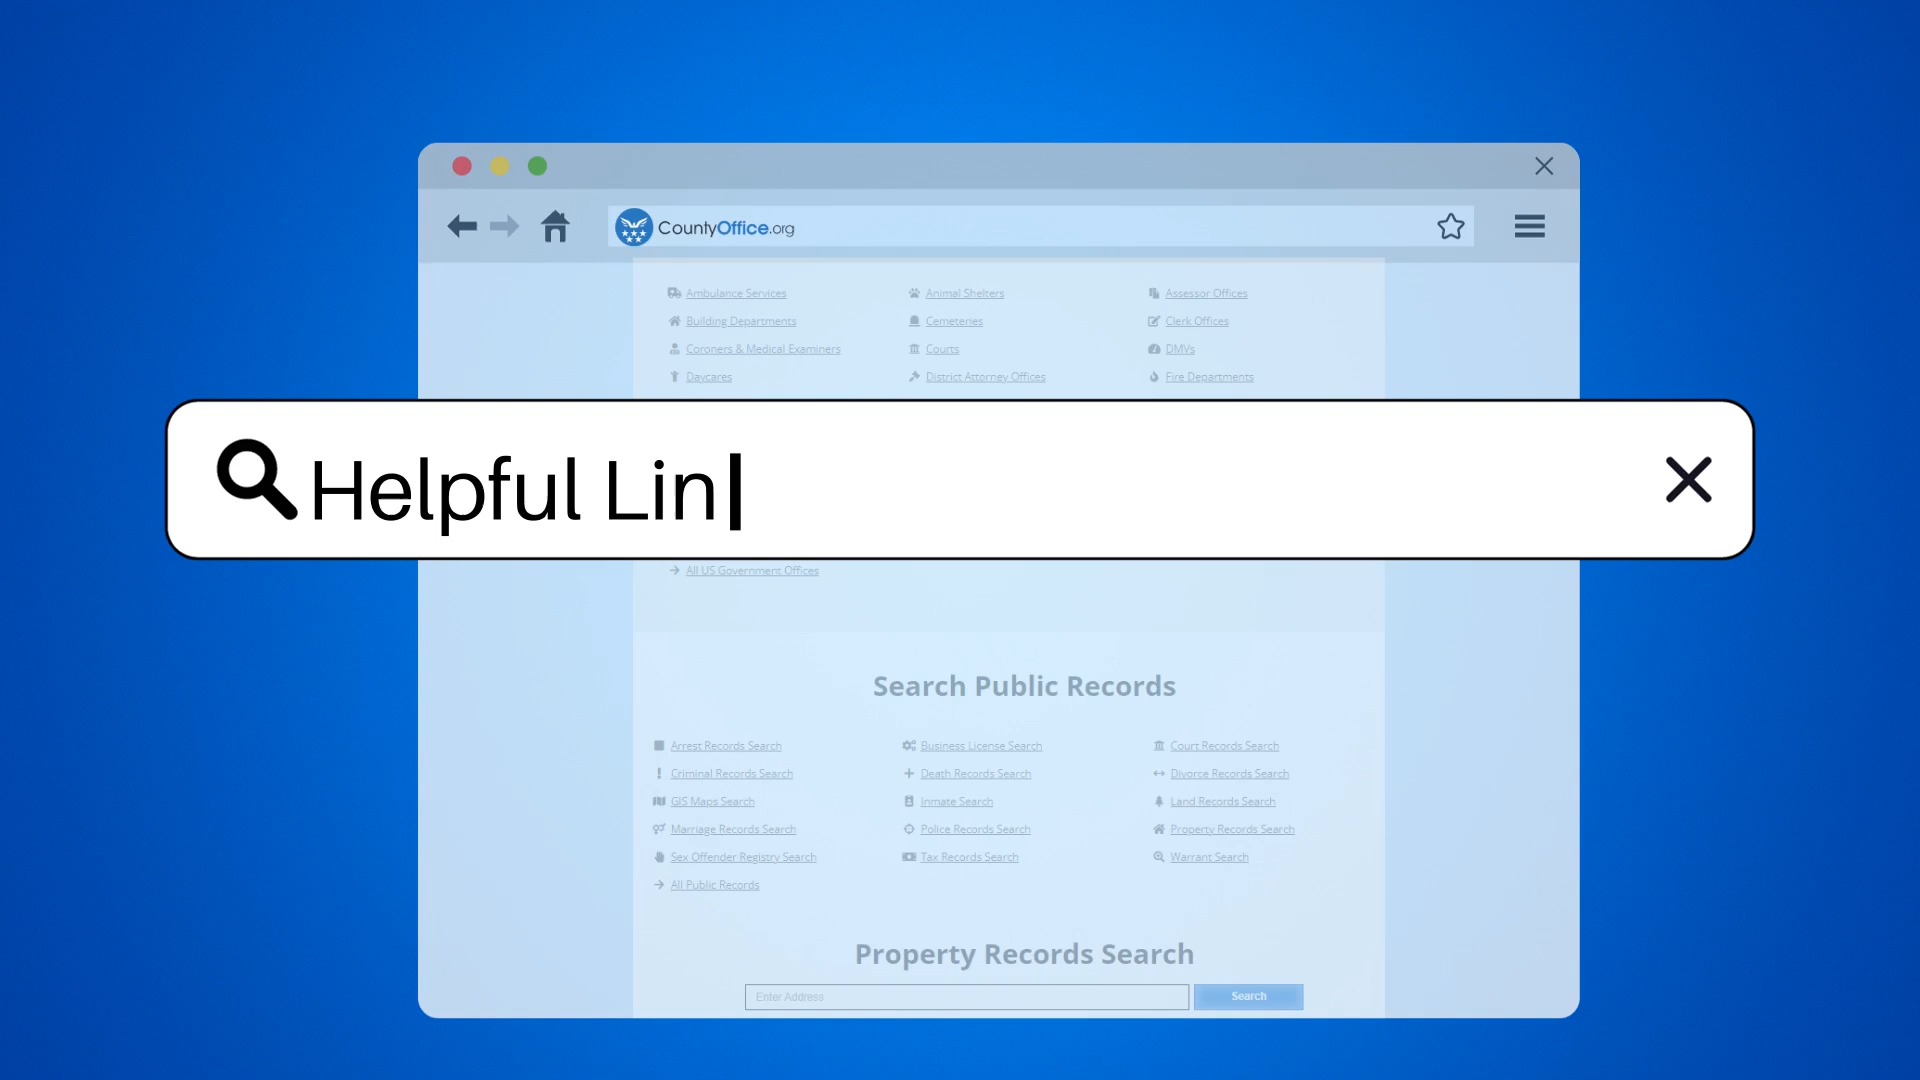 CountyOffice.org
Ambulance Services Animal Shelters Assessor Offices
Building Departments Cemeteries Clerk Offices
Coroners & Medical Examiners Courts DMVs
Daycares District Attorney Offices Fire Departments
Helpful Lin
All US Government Offices
Search Public Records
Arrest Records Search Business License Search Court Records Search
Criminal Records Search Death Records Search Divorce Records Search
GIS Maps Search Inmate Search Land Records Search
Marriage Records Search Police Records Search Property Records Search
Sex Offender Registry Search Tax Records Search Warrant Search
All Public Records
Property Records Search
Enter Address Search